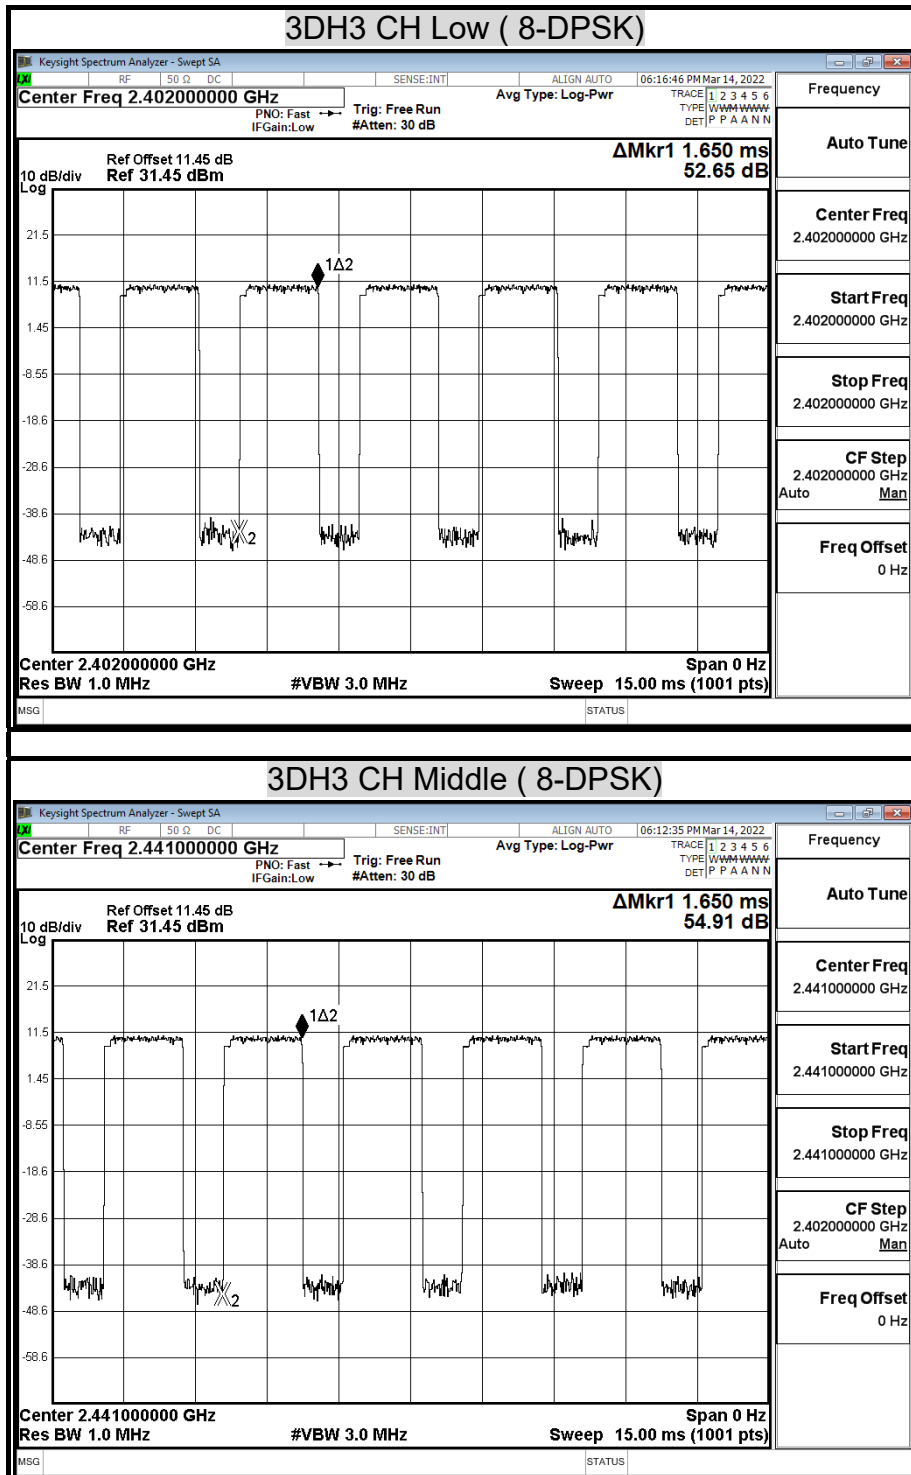 3DH3 CH Low ( 8-DPSK)
Keysight Spectrum Analyzer - Swept SA
LXI RF 50 Ω DC SENSE:INT ALIGN AUTO 06:16:46 PM Mar 14, 2022
Center Freq 2.402000000 GHz
PNO: Fast
IFGain:Low
Trig: Free Run
#Atten: 30 dB
Avg Type: Log-Pwr
TRACE 1 2 3 4 5 6
TYPE WWMWWWW
DET P P A A N N
ΔMkr1 1.650 ms
52.65 dB
Ref Offset 11.45 dB
10 dB/div Ref 31.45 dBm
Log
21.5
11.5
1.45
-8.55
-18.6
-28.6
-38.6
-48.6
-58.6
1Δ2
2
Center 2.402000000 GHz Span 0 Hz
Res BW 1.0 MHz #VBW 3.0 MHz Sweep 15.00 ms (1001 pts)
MSG STATUS
Frequency
Auto Tune
Center Freq
2.402000000 GHz
Start Freq
2.402000000 GHz
Stop Freq
2.402000000 GHz
CF Step
2.402000000 GHz
Auto Man
Freq Offset
0 Hz
3DH3 CH Middle ( 8-DPSK)
Keysight Spectrum Analyzer - Swept SA
LXI RF 50 Ω DC SENSE:INT ALIGN AUTO 06:12:35 PM Mar 14, 2022
Center Freq 2.441000000 GHz
PNO: Fast
IFGain:Low
Trig: Free Run
#Atten: 30 dB
Avg Type: Log-Pwr
TRACE 1 2 3 4 5 6
TYPE WWMWWWW
DET P P A A N N
ΔMkr1 1.650 ms
54.91 dB
Ref Offset 11.45 dB
10 dB/div Ref 31.45 dBm
Log
21.5
11.5
1.45
-8.55
-18.6
-28.6
-38.6
-48.6
-58.6
1Δ2
2
Center 2.441000000 GHz Span 0 Hz
Res BW 1.0 MHz #VBW 3.0 MHz Sweep 15.00 ms (1001 pts)
MSG STATUS
Frequency
Auto Tune
Center Freq
2.441000000 GHz
Start Freq
2.441000000 GHz
Stop Freq
2.441000000 GHz
CF Step
2.402000000 GHz
Auto Man
Freq Offset
0 Hz